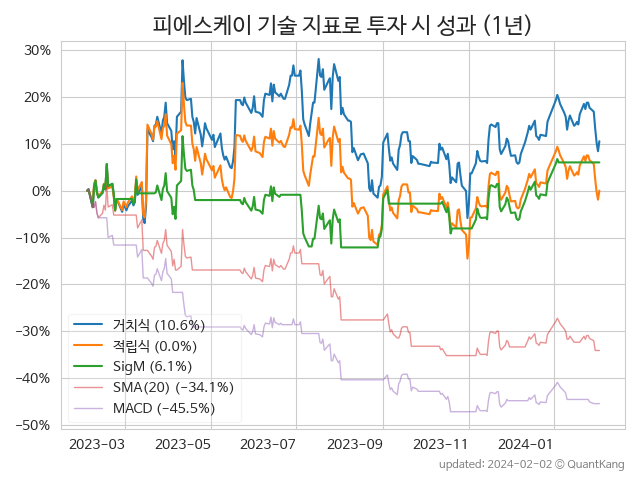 피에스케이 기술 지표로 투자 시 성과 (1년)
30%
20%
10%
0%
−10%
−20%
−30%
−40%
−50%
거치식 (10.6%)
적립식 (0.0%)
SigM (6.1%)
SMA(20) (−34.1%)
MACD (−45.5%)
2023−03 2023−05 2023−07 2023−09 2023−11 2024−01
updated: 2024-02-02 © QuantKang